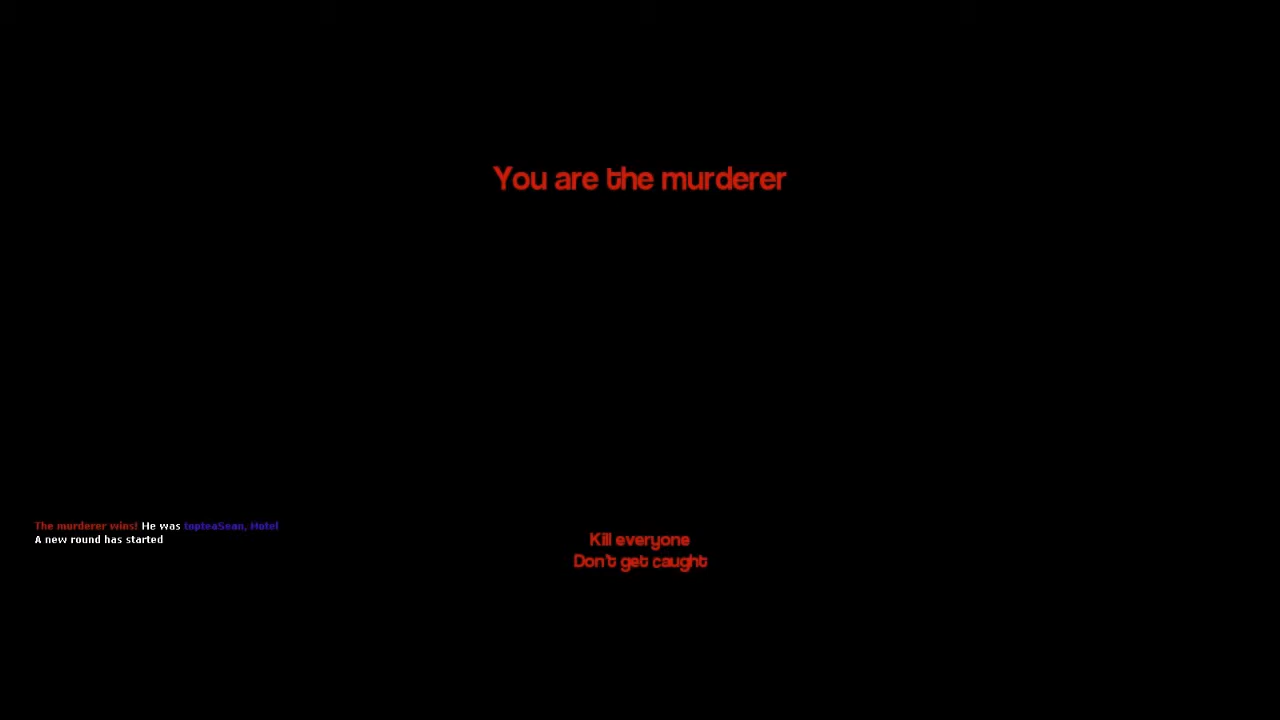 You are the murderer
The murderer wins! He was tupteaSean, Hotel
A new round has started
Kill everyone
Don't get caught